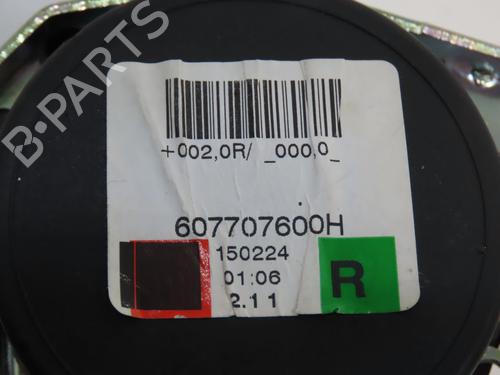 B-PARTS
+002,0R/ _000,0_
607707600H
150224
01:06
2.11
R